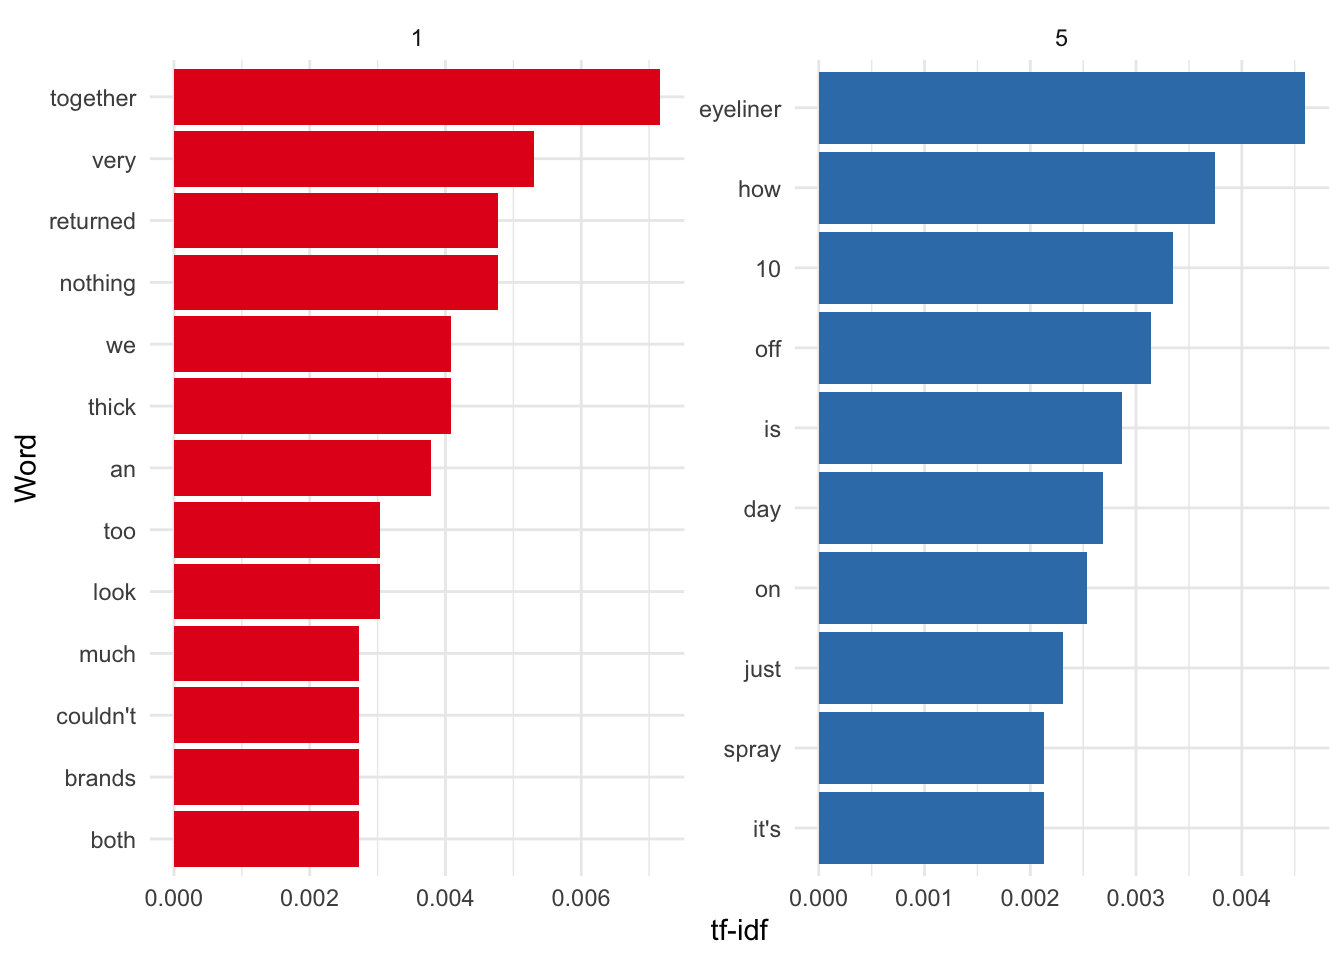 1
5
Word
together
very
returned
nothing
we
thick
an
too
look
much
couldn't
brands
both
0.000 0.002 0.004 0.006
eyeliner
how
10
off
is
day
on
just
spray
it's
0.000 0.001 0.002 0.003 0.004
tf-idf